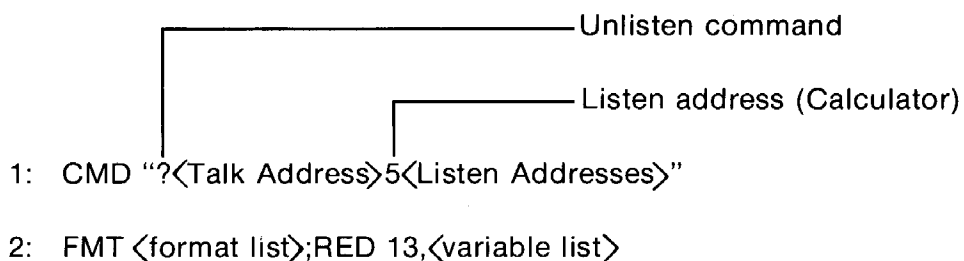 Unlisten command
Listen address (Calculator)
1: CMD “?<Talk Address>5<Listen Addresses>”
2: FMT <format list>;RED 13,<variable list>